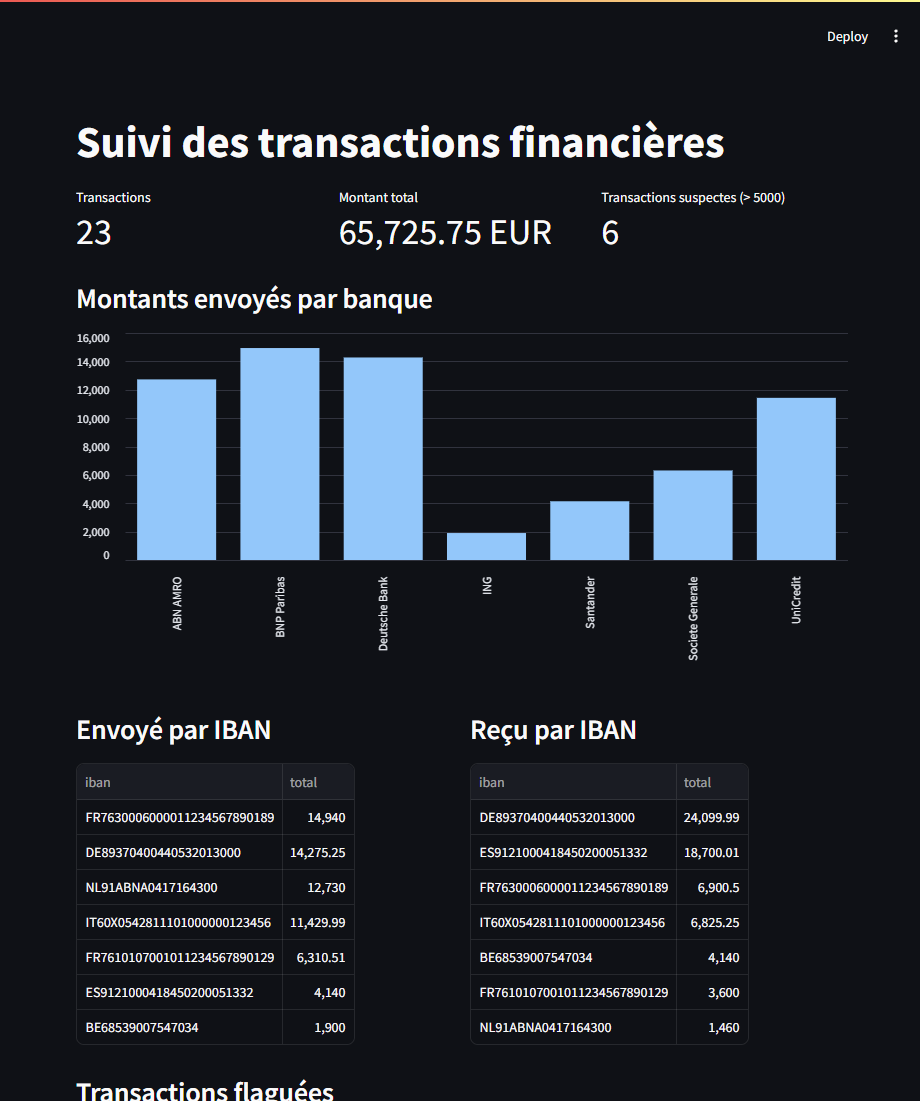 Deploy
Suivi des transactions financières
Transactions Montant total Transactions suspectes (> 5000)
23 65,725.75 EUR 6
Montants envoyés par banque
16,000
14,000
12,000
10,000
8,000
6,000
4,000
2,000
0
ABN AMRO
BNP Paribas
Deutsche Bank
ING
Santander
Societe Generale
UniCredit
Envoyé par IBAN
iban total
FR7630006000011234567890189 14,940
DE89370400440532013000 14,275.25
NL91ABNA0417164300 12,730
IT60X0542811101000000123456 11,429.99
FR7610107001011234567890129 6,310.51
ES9121000418450200051332 4,140
BE68539007547034 1,900
Reçu par IBAN
iban total
DE89370400440532013000 24,099.99
ES9121000418450200051332 18,700.01
FR7630006000011234567890189 6,900.5
IT60X0542811101000000123456 6,825.25
BE68539007547034 4,140
FR7610107001011234567890129 3,600
NL91ABNA0417164300 1,460
Transactions flaguées